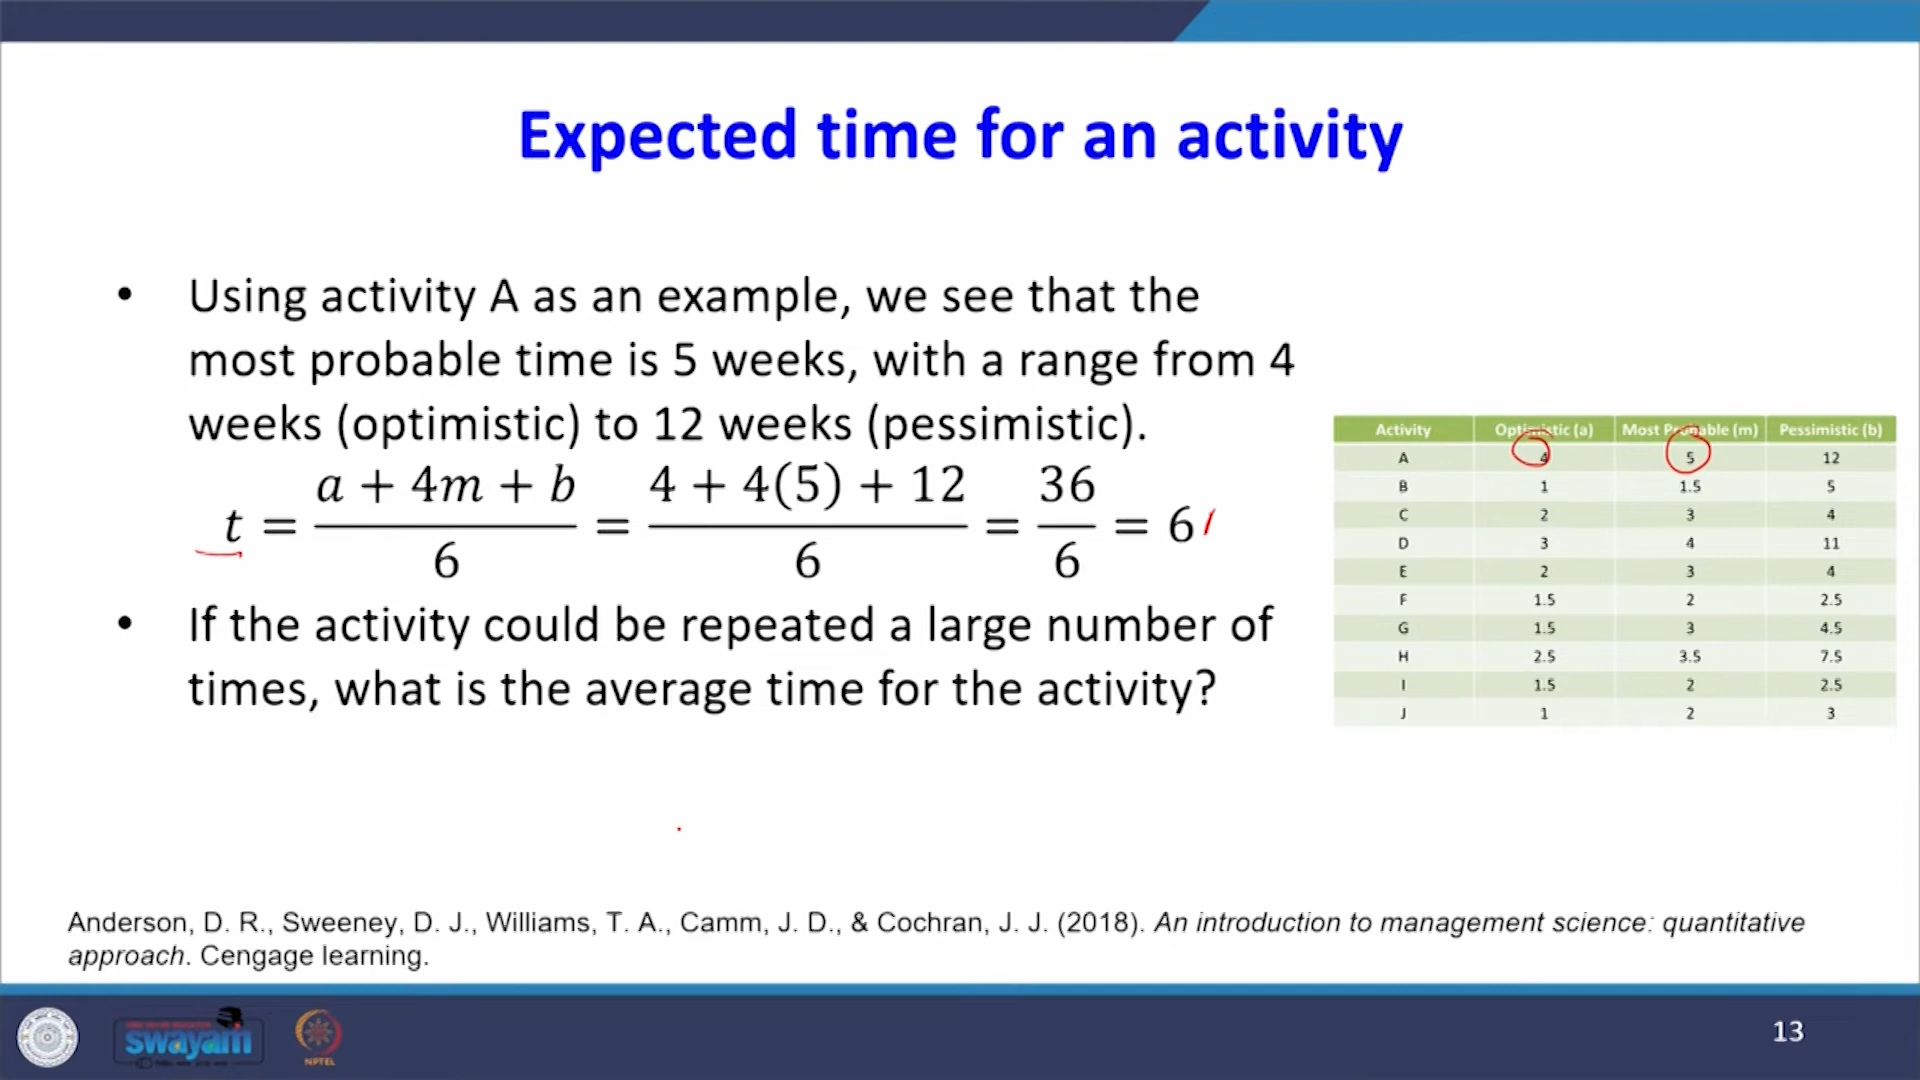 Expected time for an activity
• Using activity A as an example, we see that the
most probable time is 5 weeks, with a range from 4
weeks (optimistic) to 12 weeks (pessimistic).
t = (a + 4m + b)/6 = (4 + 4(5) + 12)/6 = 36/6 = 6
• If the activity could be repeated a large number of
times, what is the average time for the activity?
Activity Optimistic (a) Most Probable (m) Pessimistic (b)
A 4 5 12
B 1 1.5 5
C 2 3 4
D 3 4 11
E 2 3 4
F 1.5 2 2.5
G 1.5 3 4.5
H 2.5 3.5 7.5
I 1.5 2 2.5
J 1 2 3
Anderson, D. R., Sweeney, D. J., Williams, T. A., Camm, J. D., & Cochran, J. J. (2018). An introduction to management science: quantitative
approach. Cengage learning.
swayam
NPTEL
13